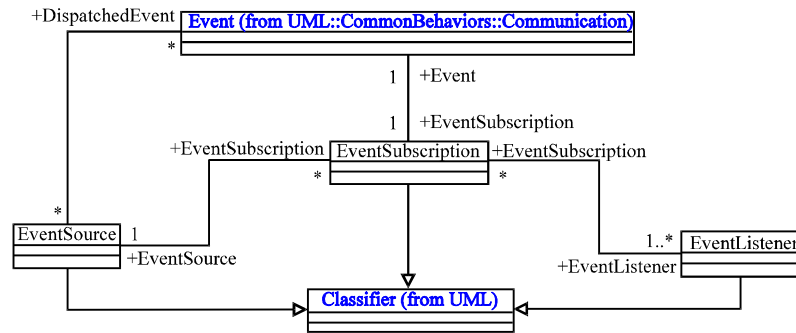 +DispatchedEvent
Event (from UML::CommonBehaviors::Communication)
*
1 +Event
1 +EventSubscription
+EventSubscription
EventSubscription
+EventSubscription
*
*
*
EventSource
1
+EventSource
1..*
EventListener
+EventListener
Classifier (from UML)